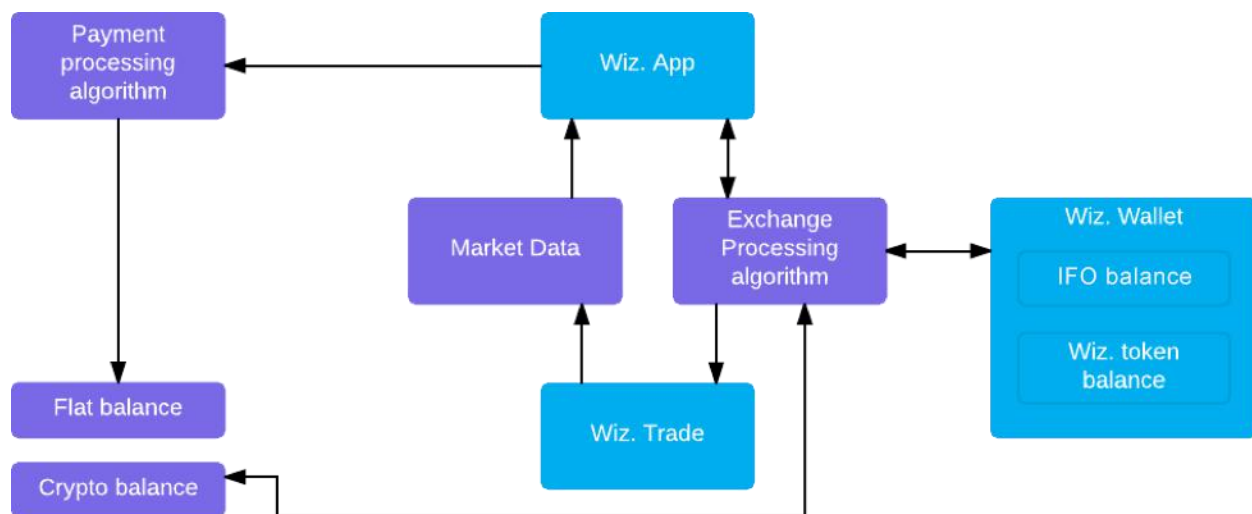 Payment
processing
algorithm
Wiz. App
Market Data
Exchange
Processing
algorithm
Wiz. Wallet
IFO balance
Wiz. token
balance
Flat balance
Wiz. Trade
Crypto balance